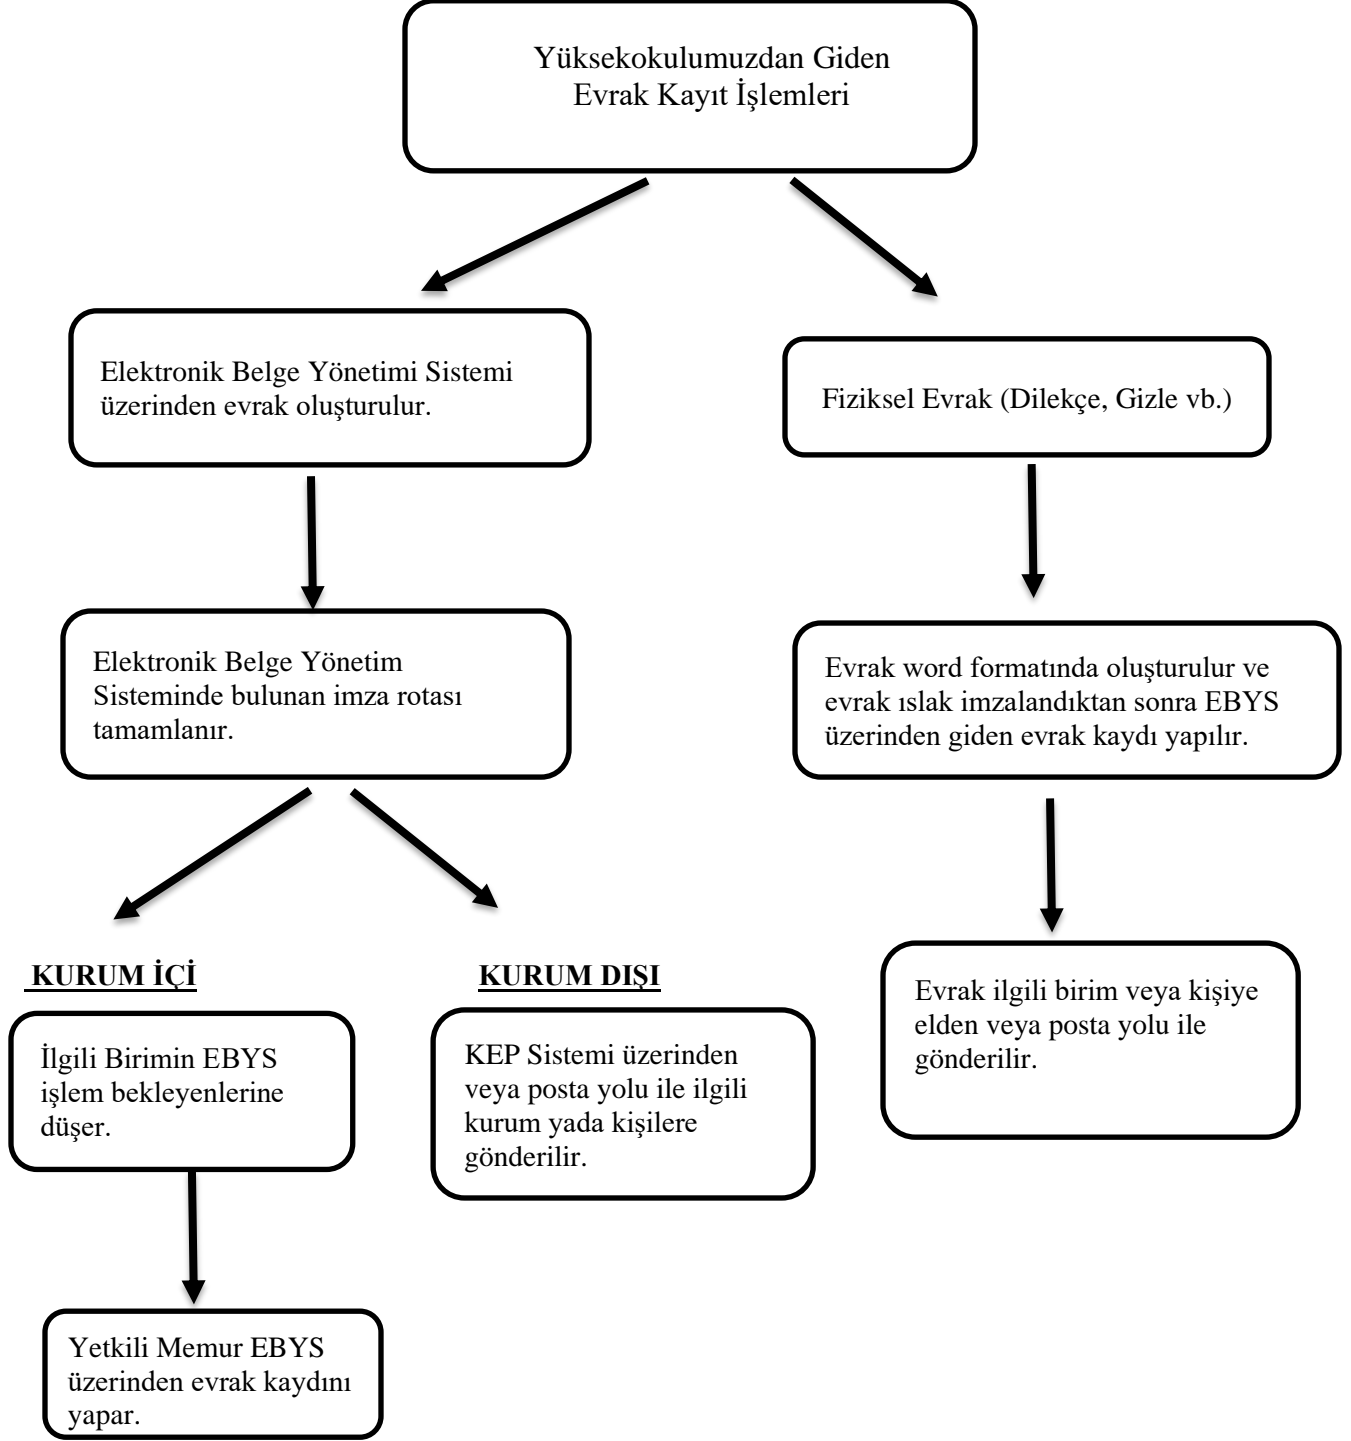 Yüksekokulumuzdan Giden
Evrak Kayıt İşlemleri
Elektronik Belge Yönetimi Sistemi
üzerinden evrak oluşturulur.
Fiziksel Evrak (Dilekçe, Gizle vb.)
Elektronik Belge Yönetim
Sisteminde bulunan imza rotası
tamamlanır.
Evrak word formatında oluşturulur ve
evrak ıslak imzalandıktan sonra EBYS
üzerinden giden evrak kaydı yapılır.
KURUM İÇİ
KURUM DIŞI
İlgili Birimin EBYS
işlem bekleyenlerine
düşer.
KEP Sistemi üzerinden
veya posta yolu ile ilgili
kurum yada kişilere
gönderilir.
Evrak ilgili birim veya kişiye
elden veya posta yolu ile
gönderilir.
Yetkili Memur EBYS
üzerinden evrak kaydını
yapar.